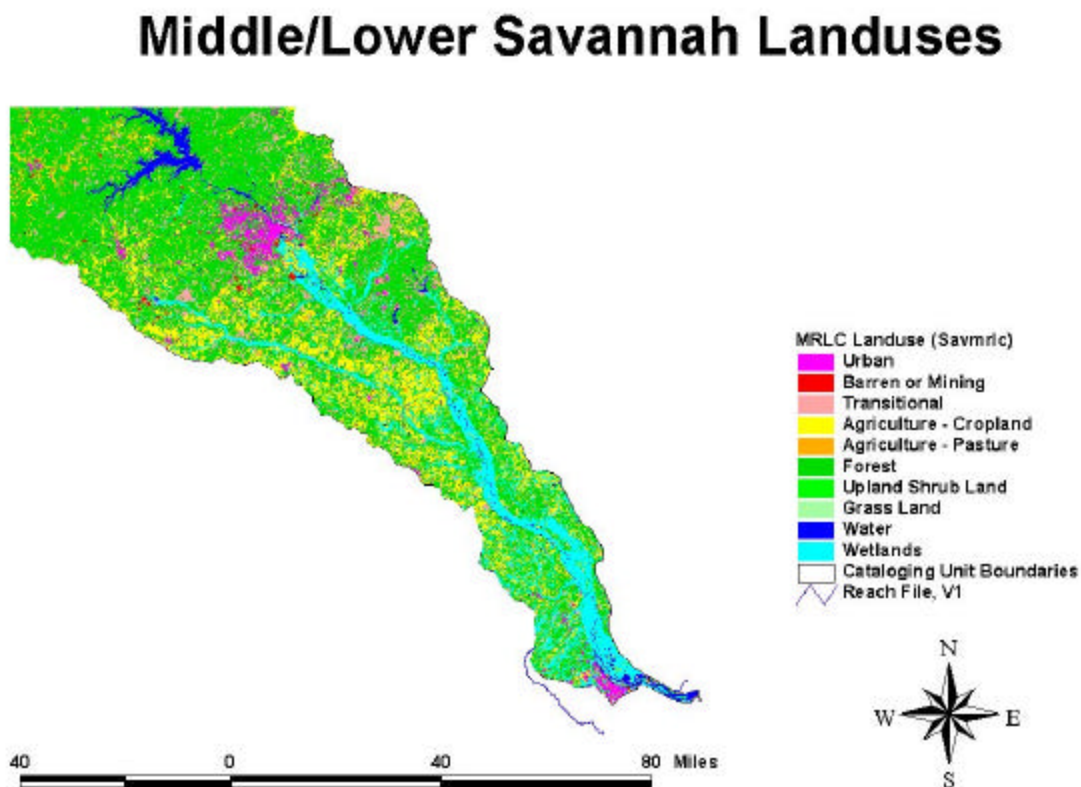 Middle/Lower Savannah Landuses
MRLC Landuse (Savmrlc)
Urban
Barren or Mining
Transitional
Agriculture - Cropland
Agriculture - Pasture
Forest
Upland Shrub Land
Grass Land
Water
Wetlands
Cataloging Unit Boundaries
Reach File, V1
N
W E
S
40 0 40 80 Miles